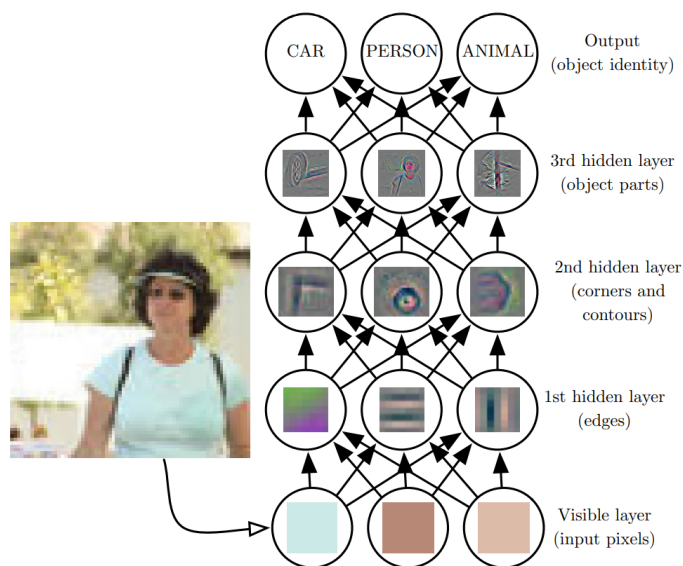 CAR PERSON ANIMAL
Output
(object identity)
3rd hidden layer
(object parts)
2nd hidden layer
(corners and
contours)
1st hidden layer
(edges)
Visible layer
(input pixels)